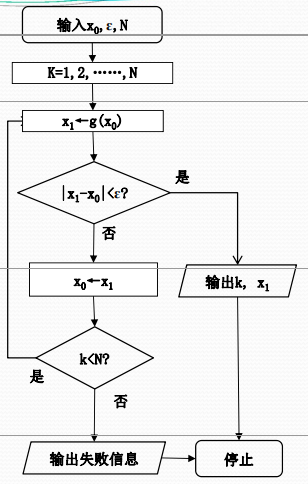 输入x₀,ε,N
K=1,2,……,N
x₁←g(x₀)
|x₁-x₀|<ε?
是
否
x₀←x₁
输出k, x₁
k<N?
是
否
输出失败信息
停止